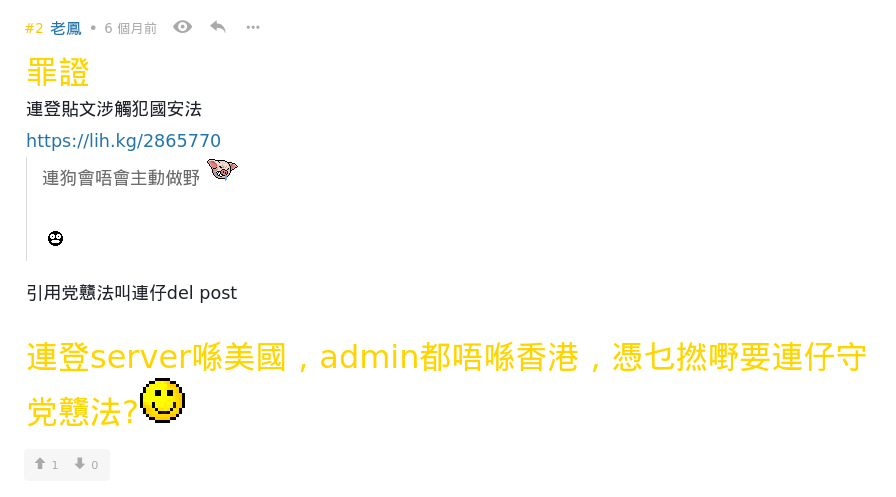 #2 老鳳 • 6 個月前
罪證
連登貼文涉觸犯國安法
https://lih.kg/2865770
連狗會唔會主動做野
引用党戇法叫連仔del post
連登server喺美國，admin都唔喺香港，憑乜撚嘢要連仔守
党戇法?
1 0